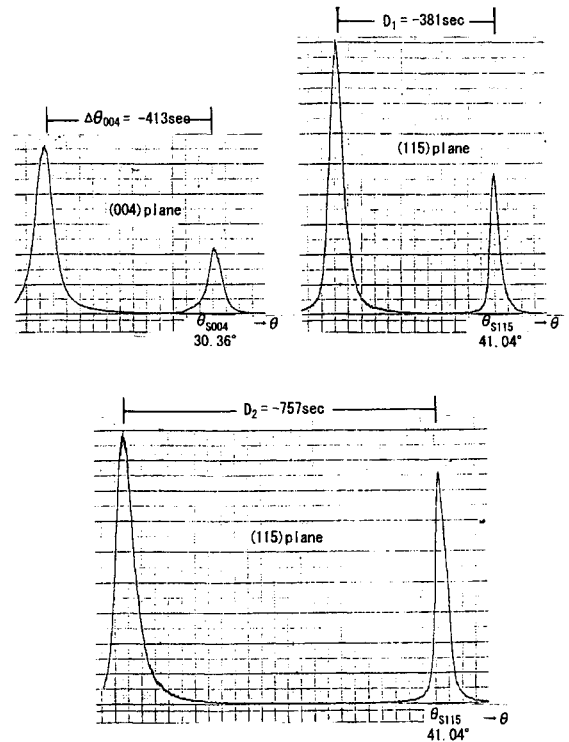 D₁ = -381sec
Δθ₀₀₄ = -413sec
(004)plane
(115)plane
θS004 → θ
30.36°
θS115 → θ
41.04°
D₂ = -757sec
(115)plane
θS115 → θ
41.04°